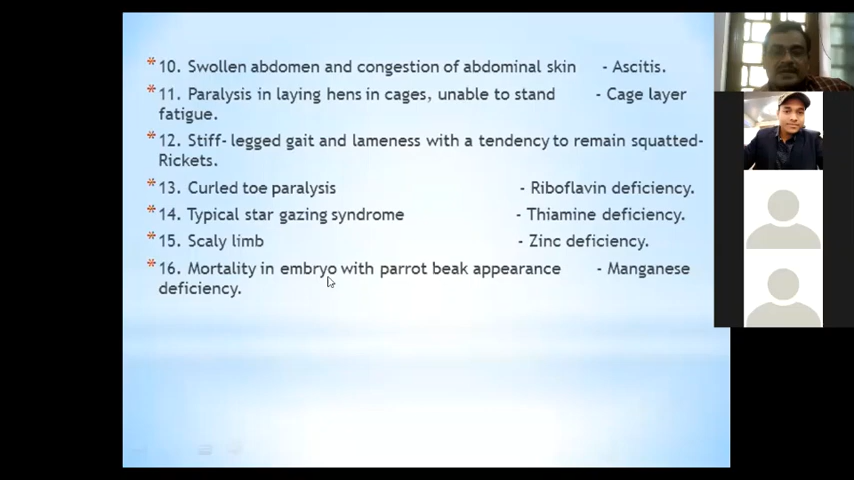 * 10. Swollen abdomen and congestion of abdominal skin - Ascitis.
* 11. Paralysis in laying hens in cages, unable to stand - Cage layer
fatigue.
* 12. Stiff- legged gait and lameness with a tendency to remain squatted-
Rickets.
* 13. Curled toe paralysis - Riboflavin deficiency.
* 14. Typical star gazing syndrome - Thiamine deficiency.
* 15. Scaly limb - Zinc deficiency.
* 16. Mortality in embryo with parrot beak appearance - Manganese
deficiency.